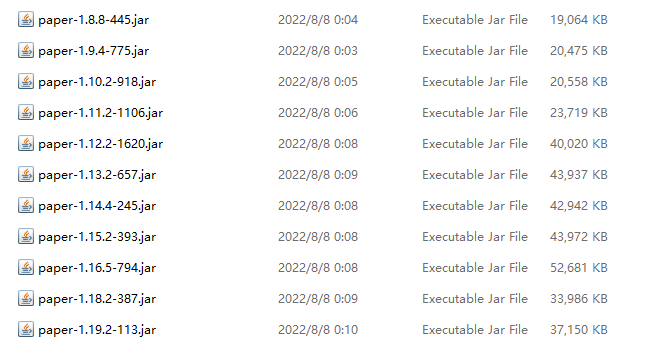 paper-1.8.8-445.jar 2022/8/8 0:04 Executable Jar File 19,064 KB
paper-1.9.4-775.jar 2022/8/8 0:03 Executable Jar File 20,475 KB
paper-1.10.2-918.jar 2022/8/8 0:05 Executable Jar File 20,558 KB
paper-1.11.2-1106.jar 2022/8/8 0:06 Executable Jar File 23,719 KB
paper-1.12.2-1620.jar 2022/8/8 0:08 Executable Jar File 40,020 KB
paper-1.13.2-657.jar 2022/8/8 0:09 Executable Jar File 43,937 KB
paper-1.14.4-245.jar 2022/8/8 0:08 Executable Jar File 42,942 KB
paper-1.15.2-393.jar 2022/8/8 0:08 Executable Jar File 43,972 KB
paper-1.16.5-794.jar 2022/8/8 0:08 Executable Jar File 52,681 KB
paper-1.18.2-387.jar 2022/8/8 0:09 Executable Jar File 33,986 KB
paper-1.19.2-113.jar 2022/8/8 0:10 Executable Jar File 37,150 KB